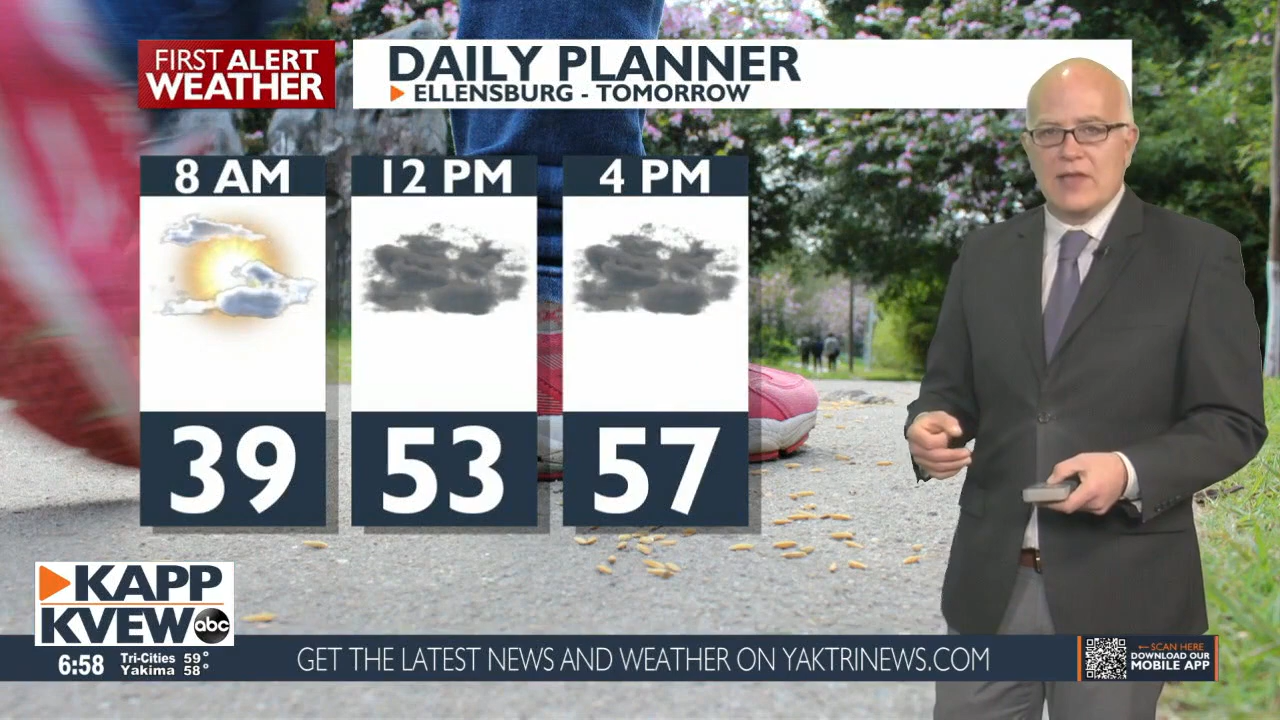 FIRST ALERT
WEATHER
DAILY PLANNER
ELLENSBURG - TOMORROW
8 AM
12 PM
4 PM
39
53
57
KAPP
KVEW abc
6:58
Tri-Cities 59°
Yakima 58°
GET THE LATEST NEWS AND WEATHER ON YAKTRINEWS.COM
SCAN HERE
DOWNLOAD OUR
MOBILE APP